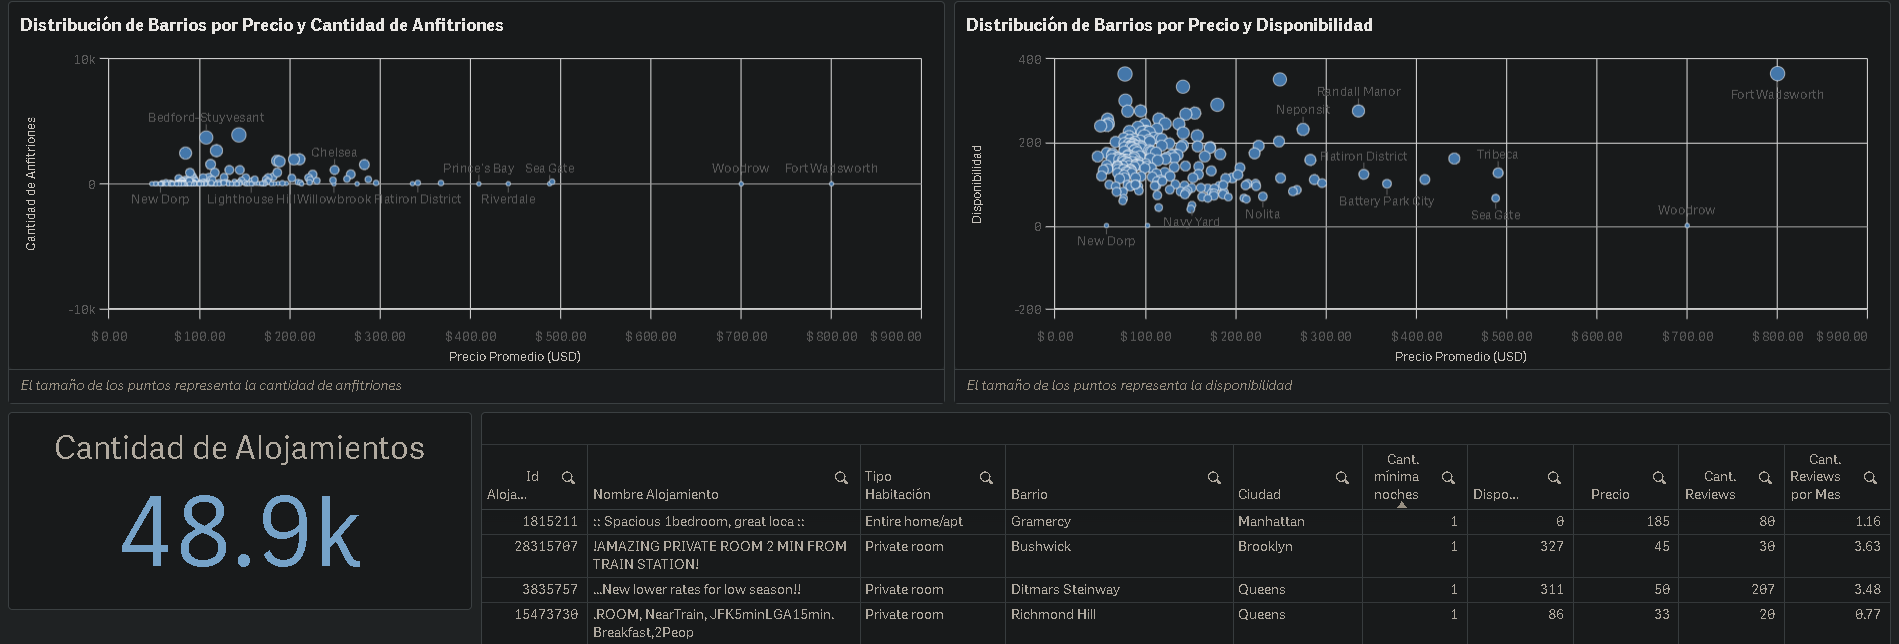 Distribución de Barrios por Precio y Cantidad de Anfitriones
10k
0
-10k
Cantidad de Anfitriones
Bedford-Stuyvesant
Chelsea
Prince's Bay
Sea Gate
Woodrow
Fort Wadsworth
New Dorp
Lighthouse Hill
Willowbrook
Flatiron District
Riverdale
$ 0.00
$ 100.00
$ 200.00
$ 300.00
$ 400.00
$ 500.00
$ 600.00
$ 700.00
$ 800.00
$ 900.00
Precio Promedio (USD)
El tamaño de los puntos representa la cantidad de anfitriones
Distribución de Barrios por Precio y Disponibilidad
400
200
0
-200
Disponibilidad
Randall Manor
Fort Wadsworth
Neponsit
Flatiron District
Tribeca
Battery Park City
Woodrow
Navy Yard
Nolita
Sea Gate
New Dorp
$ 0.00
$ 100.00
$ 200.00
$ 300.00
$ 400.00
$ 500.00
$ 600.00
$ 700.00
$ 800.00
$ 900.00
Precio Promedio (USD)
El tamaño de los puntos representa la disponibilidad
Cantidad de Alojamientos
48.9k
Id Aloja... Nombre Alojamiento Tipo Habitación Barrio Ciudad Cant. mínima noches Dispo... Precio Cant. Reviews Cant. Reviews por Mes
1815211 :: Spacious 1bedroom, great loca :: Entire home/apt Gramercy Manhattan 1 0 185 80 1.16
28315707 !AMAZING PRIVATE ROOM 2 MIN FROM Private room Bushwick Brooklyn 1 327 45 30 3.63
TRAIN STATION!
3835757 ...New lower rates for low season!! Private room Ditmars Steinway Queens 1 311 50 207 3.48
15473730 .ROOM, NearTrain, JFK5minLGA15min. Private room Richmond Hill Queens 1 86 33 20 0.77
Breakfast,2Peop